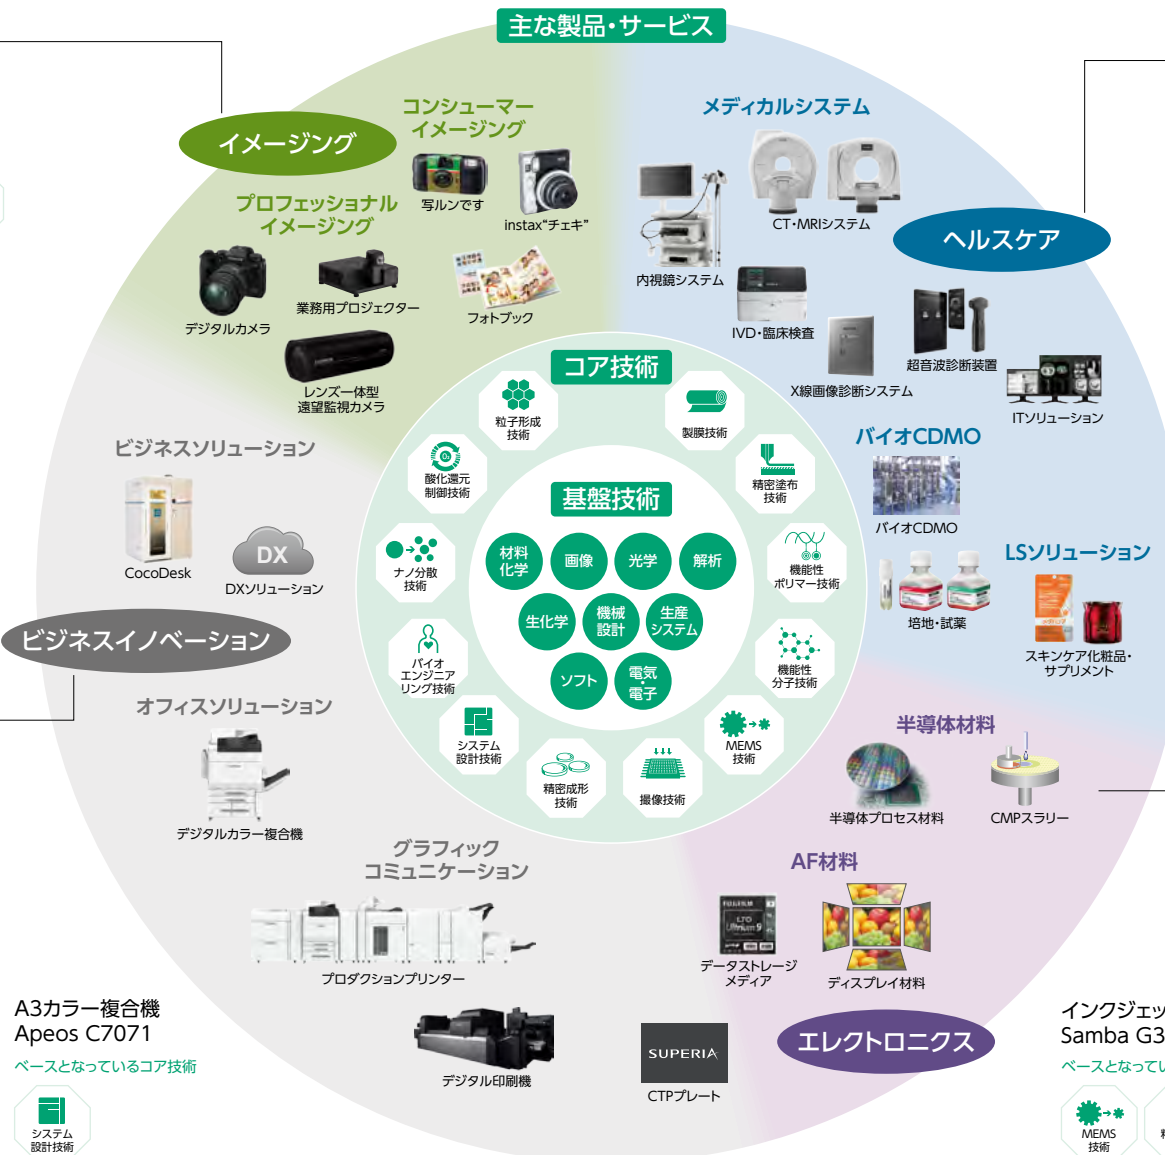 主な製品・サービス
イメージング
コンシューマー
イメージング
写ルンです
instax“チェキ”
プロフェッショナル
イメージング
デジタルカメラ
業務用プロジェクター
フォトブック
レンズ一体型
遠望監視カメラ
メディカルシステム
CT・MRIシステム
内視鏡システム
ヘルスケア
IVD・臨床検査
X線画像診断システム
超音波診断装置
ITソリューション
バイオCDMO
バイオCDMO
LSソリューション
培地・試薬
スキンケア化粧品・
サプリメント
コア技術
粒子形成
技術
製膜技術
酸化還元
制御技術
精密塗布
技術
ナノ分散
技術
機能性
ポリマー技術
バイオ
エンジニア
リング技術
機能性
分子技術
システム
設計技術
MEMS
技術
精密成形
技術
撮像技術
基盤技術
材料
化学
画像
光学
解析
生化学
機械
設計
生産
システム
ソフト
電気
・
電子
ビジネスソリューション
CocoDesk
DX
DXソリューション
ビジネスイノベーション
オフィスソリューション
デジタルカラー複合機
グラフィック
コミュニケーション
プロダクションプリンター
デジタル印刷機
SUPERIA
CTPプレート
半導体材料
半導体プロセス材料
CMPスラリー
AF材料
FUJIFILM
LTO
Ultrium 9
データストレージ
メディア
ディスプレイ材料
エレクトロニクス
A3カラー複合機
Apeos C7071
ベースとなっているコア技術
システム
設計技術
インクジェッ
Samba G3
ベースとなってい
MEMS
技術